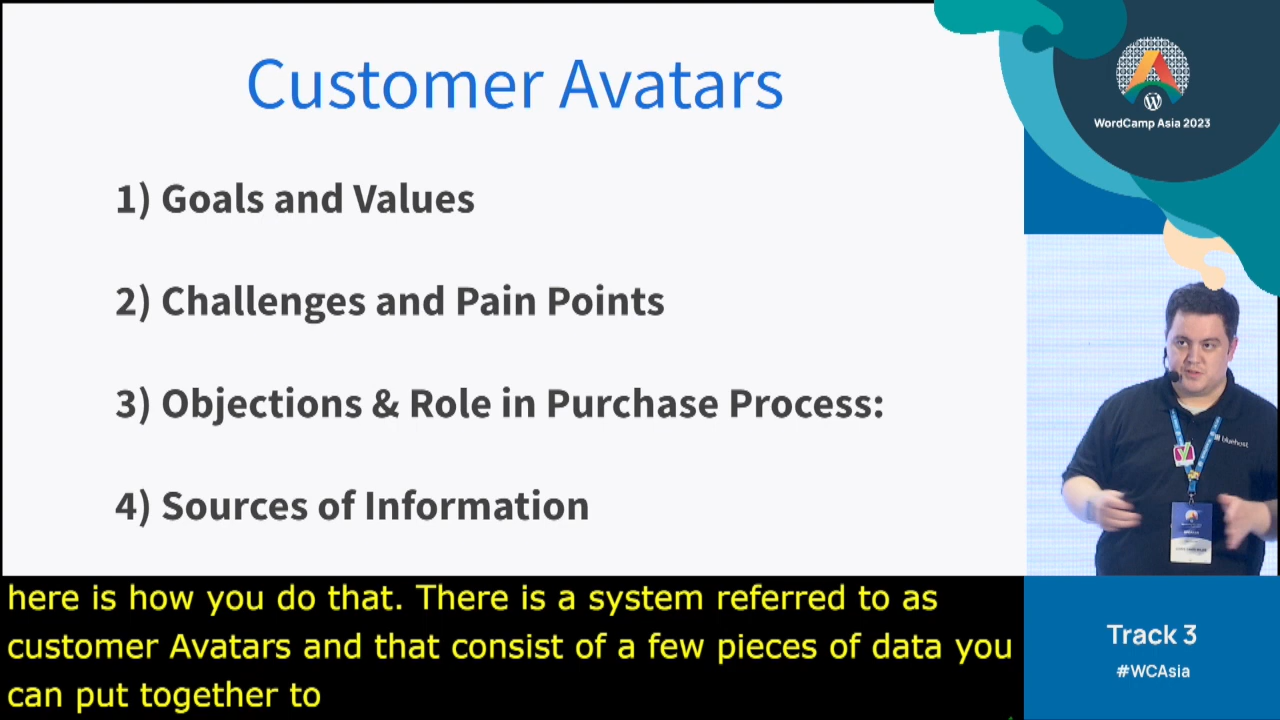 Customer Avatars
1) Goals and Values
2) Challenges and Pain Points
3) Objections & Role in Purchase Process:
4) Sources of Information
here is how you do that. There is a system referred to as
customer Avatars and that consist of a few pieces of data you
can put together to
WordCamp Asia 2023
bluehost
Track 3
#WCAsia